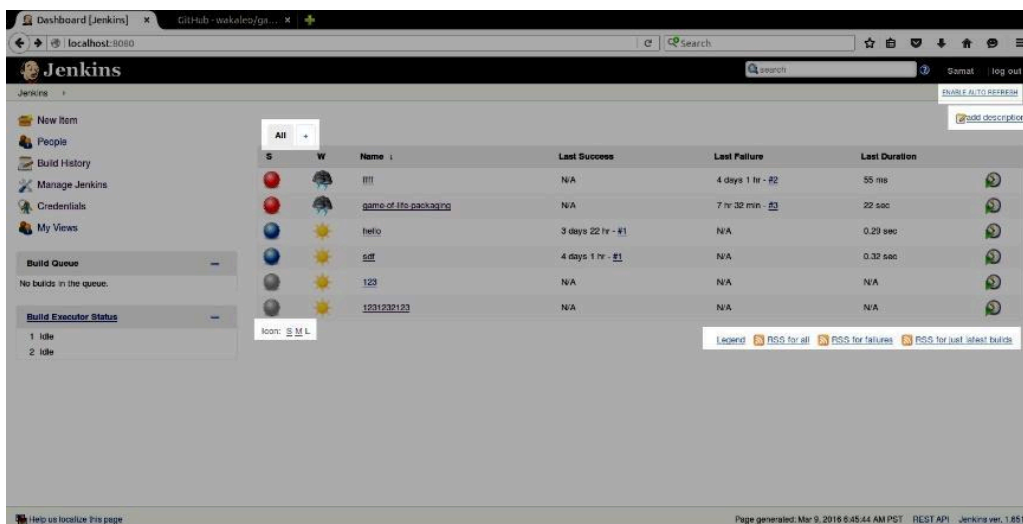 Dashboard [Jenkins] × GitHub - wakaleo/ga... ×
localhost:8080 Search
Jenkins search Samat log out
Jenkins ENABLE AUTO REFRESH
add description
New Item
People
Build History
Manage Jenkins
Credentials
My Views
Build Queue
No builds in the queue.
Build Executor Status
1 Idle
2 Idle
All +
S W Name ↓ Last Success Last Failure Last Duration
N/A 4 days 1 hr - #2 55 ms
game-of-life-packaging N/A 7 hr 32 min - #3 22 sec
hello 3 days 22 hr - #1 N/A 0.29 sec
sdf 4 days 1 hr - #1 N/A 0.32 sec
123 N/A N/A N/A
1231232123 N/A N/A N/A
Icon: S M L
Legend RSS for all RSS for failures RSS for just latest builds
Help us localize this page Page generated: Mar 9, 2016 6:45:44 AM PST REST API Jenkins ver. 1.651